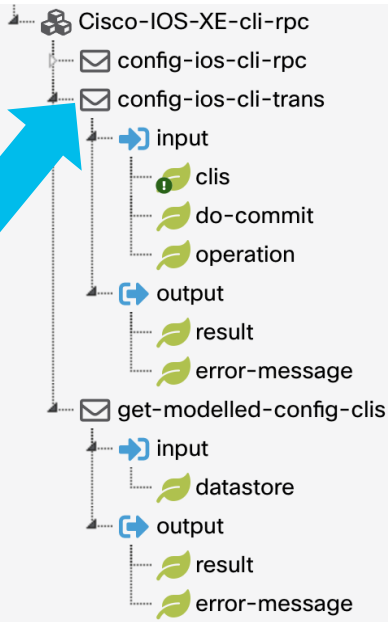 Cisco-IOS-XE-cli-rpc
config-ios-cli-rpc
config-ios-cli-trans
input
clis
do-commit
operation
output
result
error-message
get-modelled-config-clis
input
datastore
output
result
error-message